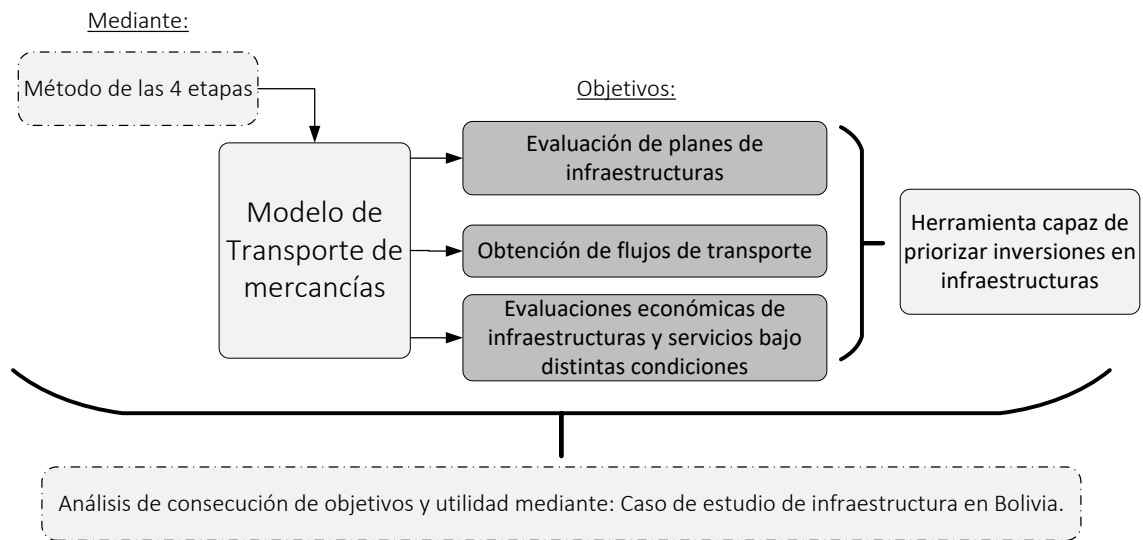 Mediante:
Método de las 4 etapas
Objetivos:
Modelo de
Transporte de
mercancías
Evaluación de planes de
infraestructuras
Obtención de flujos de transporte
Evaluaciones económicas de
infraestructuras y servicios bajo
distintas condiciones
Herramienta capaz de
priorizar inversiones en
infraestructuras
Análisis de consecución de objetivos y utilidad mediante: Caso de estudio de infraestructura en Bolivia.